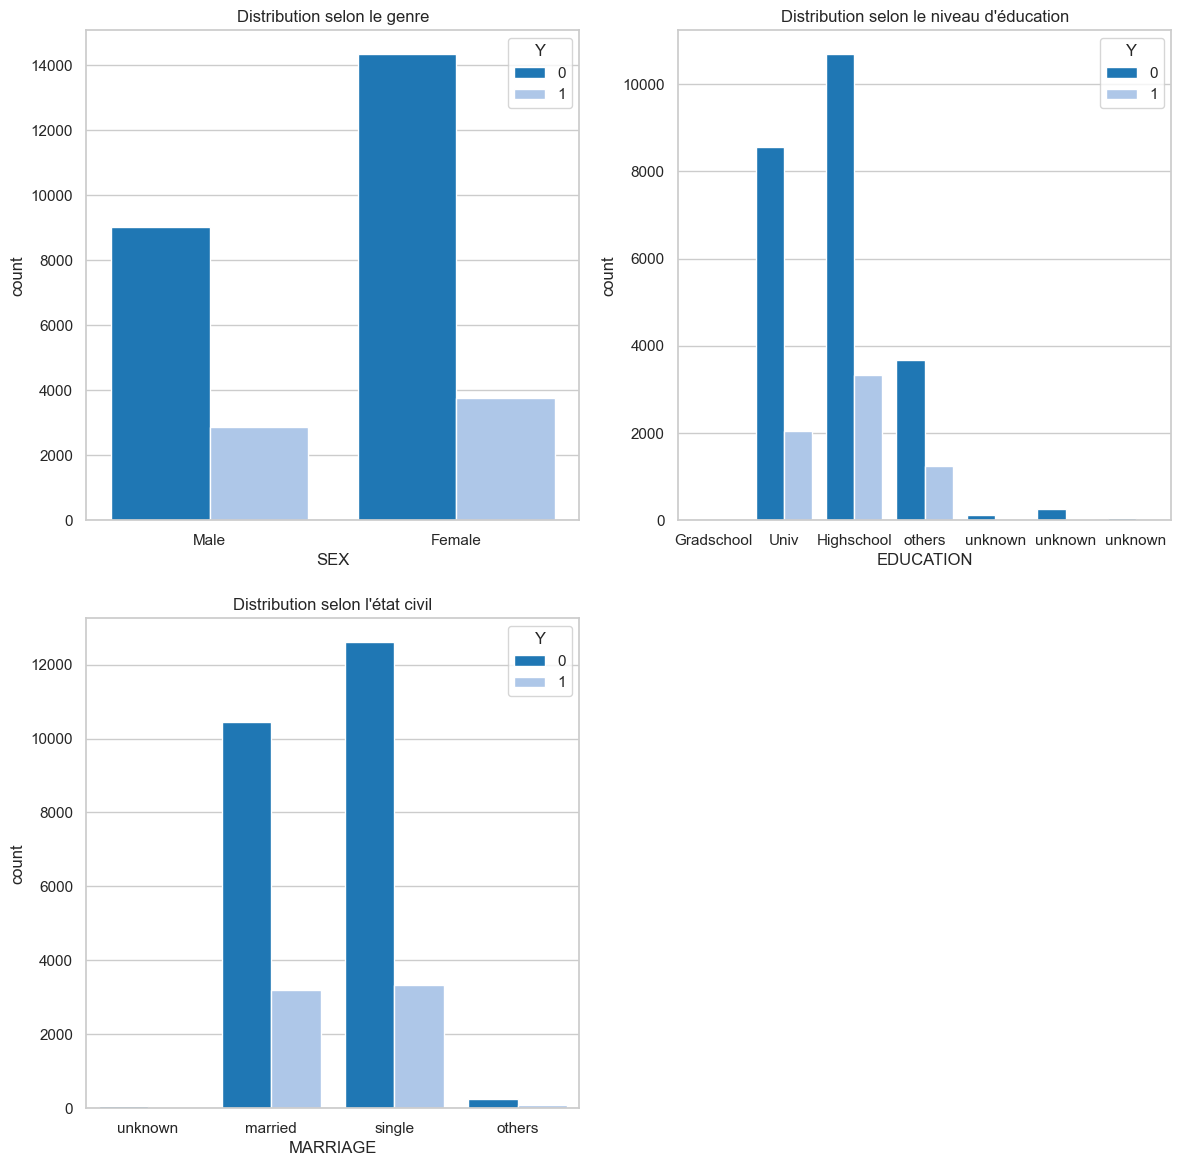 Distribution selon le genre
Y
0
1
14000
12000
10000
8000
6000
4000
2000
0
count
Male Female
SEX
Distribution selon le niveau d'éducation
Y
0
1
10000
8000
6000
4000
2000
0
count
Gradschool Univ Highschool others unknown unknown unknown
EDUCATION
Distribution selon l'état civil
Y
0
1
12000
10000
8000
6000
4000
2000
0
count
unknown married single others
MARRIAGE